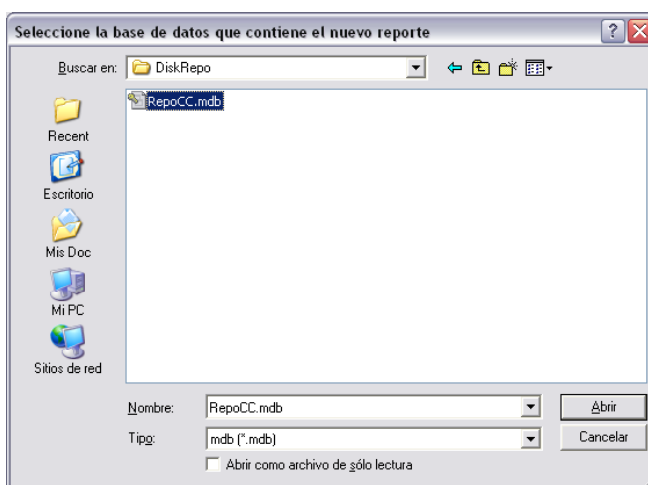 Seleccione la base de datos que contiene el nuevo reporte
Buscar en: DiskRepo
RepoCC.mdb
Recent
Escritorio
Mis Doc
Mi PC
Sitios de red
Nombre: RepoCC.mdb Abrir
Tipo: mdb (*.mdb) Cancelar
Abrir como archivo de sólo lectura